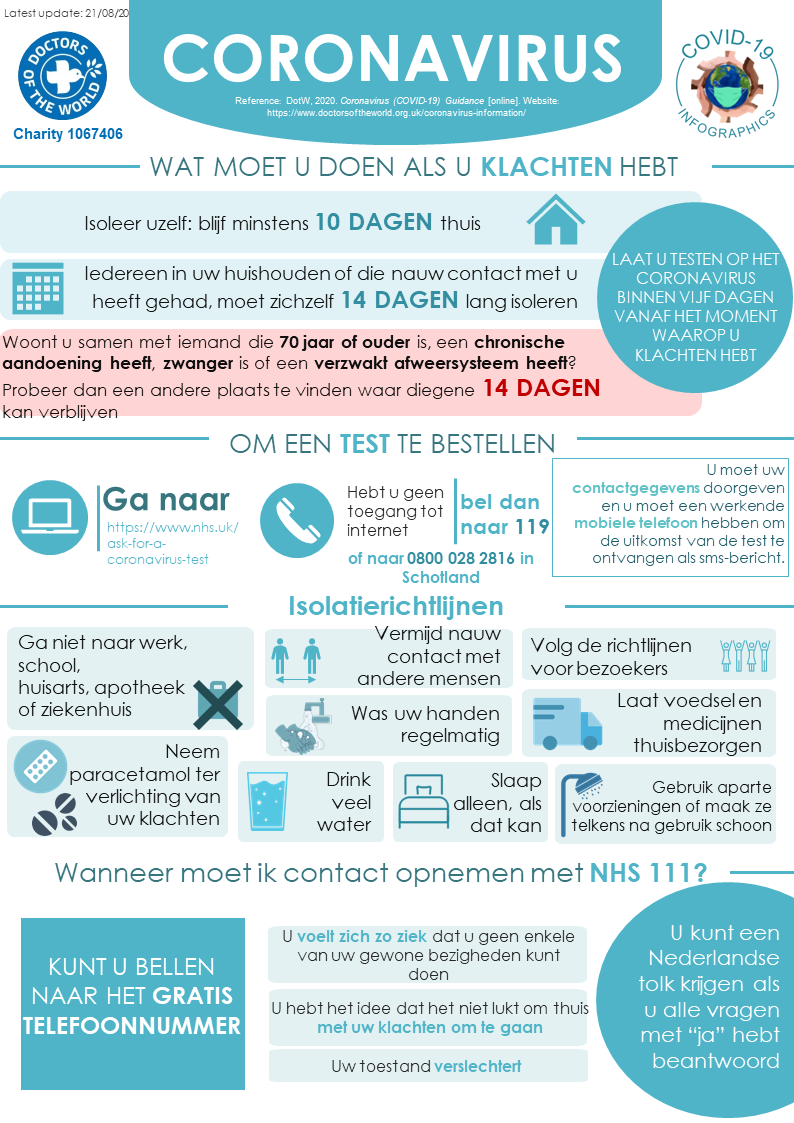 Latest update: 21/08/20
DOCTORS OF THE WORLD
Charity 1067406
CORONAVIRUS
Reference: DotW, 2020. Coronavirus (COVID-19) Guidance [online]. Website:
https://www.doctorsoftheworld.org.uk/coronavirus-information/
COVID-19
INFOGRAPHICS
WAT MOET U DOEN ALS U KLACHTEN HEBT
Isoleer uzelf: blijf minstens 10 DAGEN thuis
Iedereen in uw huishouden of die nauw contact met u
heeft gehad, moet zichzelf 14 DAGEN lang isoleren
Woont u samen met iemand die 70 jaar of ouder is, een chronische
aandoening heeft, zwanger is of een verzwakt afweersysteem heeft?
Probeer dan een andere plaats te vinden waar diegene 14 DAGEN
kan verblijven
LAAT U TESTEN OP HET
CORONAVIRUS
BINNEN VIJF DAGEN
VANAF HET MOMENT
WAAROP U
KLACHTEN HEBT
OM EEN TEST TE BESTELLEN
Ga naar
https://www.nhs.uk/
ask-for-a-
coronavirus-test
Hebt u geen
toegang tot
internet
bel dan
naar 119
of naar 0800 028 2816 in
Schotland
U moet uw
contactgegevens doorgeven
en u moet een werkende
mobiele telefoon hebben om
de uitkomst van de test te
ontvangen als sms-bericht.
Isolatierichtlijnen
Ga niet naar werk,
school,
huisarts, apotheek
of ziekenhuis
Vermijd nauw
contact met
andere mensen
Volg de richtlijnen
voor bezoekers
Was uw handen
regelmatig
Laat voedsel en
medicijnen
thuisbezorgen
Neem
paracetamol ter
verlichting van
uw klachten
Drink
veel
water
Slaap
alleen, als
dat kan
Gebruik aparte
voorzieningen of maak ze
telkens na gebruik schoon
Wanneer moet ik contact opnemen met NHS 111?
KUNT U BELLEN
NAAR HET GRATIS
TELEFOONNUMMER
U voelt zich zo ziek dat u geen enkele
van uw gewone bezigheden kunt
doen
U hebt het idee dat het niet lukt om thuis
met uw klachten om te gaan
Uw toestand verslechtert
U kunt een
Nederlandse
tolk krijgen als
u alle vragen
met “ja” hebt
beantwoord